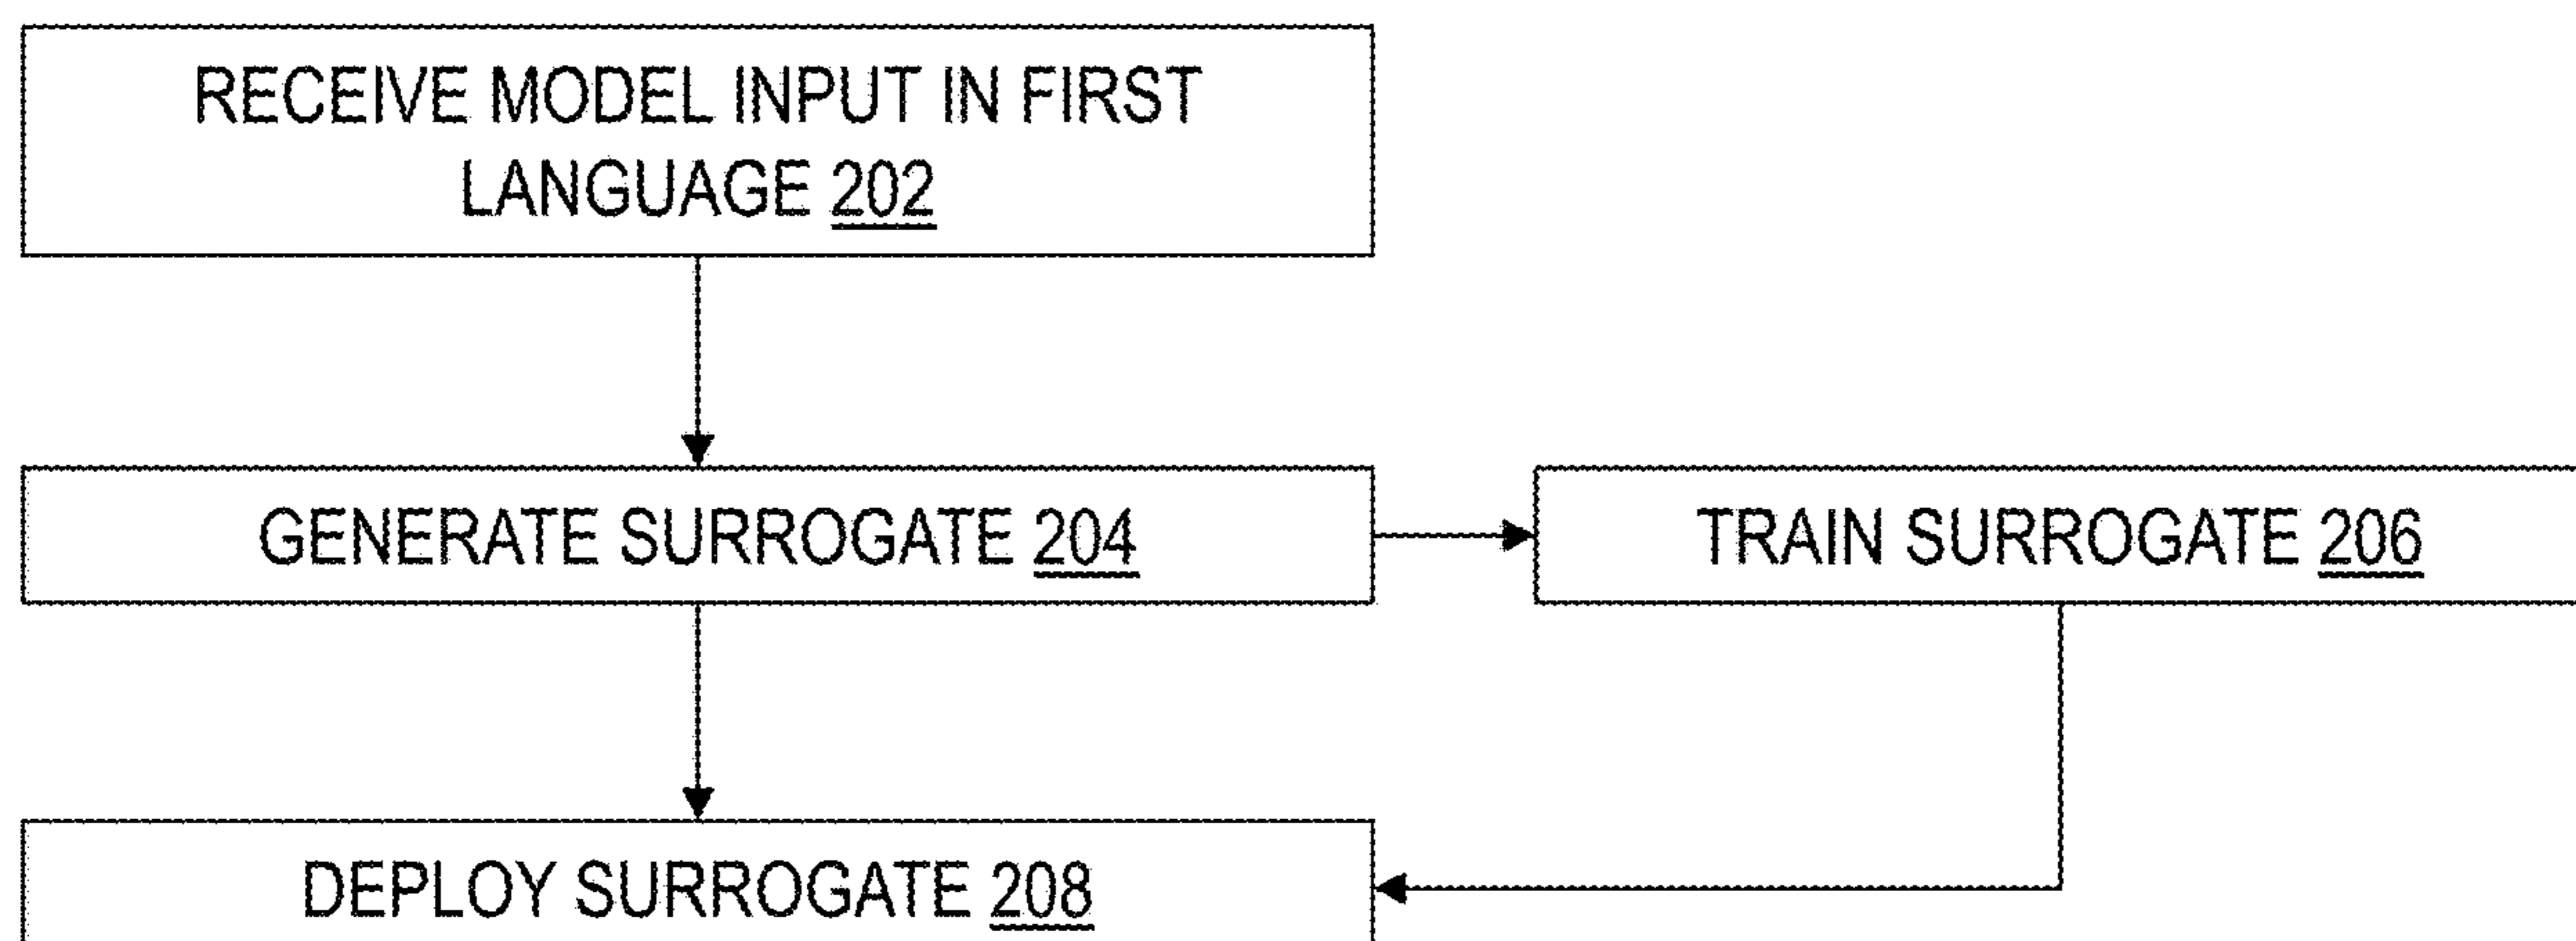 RECEIVE MODEL INPUT IN FIRST
LANGUAGE 202
GENERATE SURROGATE 204
TRAIN SURROGATE 206
DEPLOY SURROGATE 208